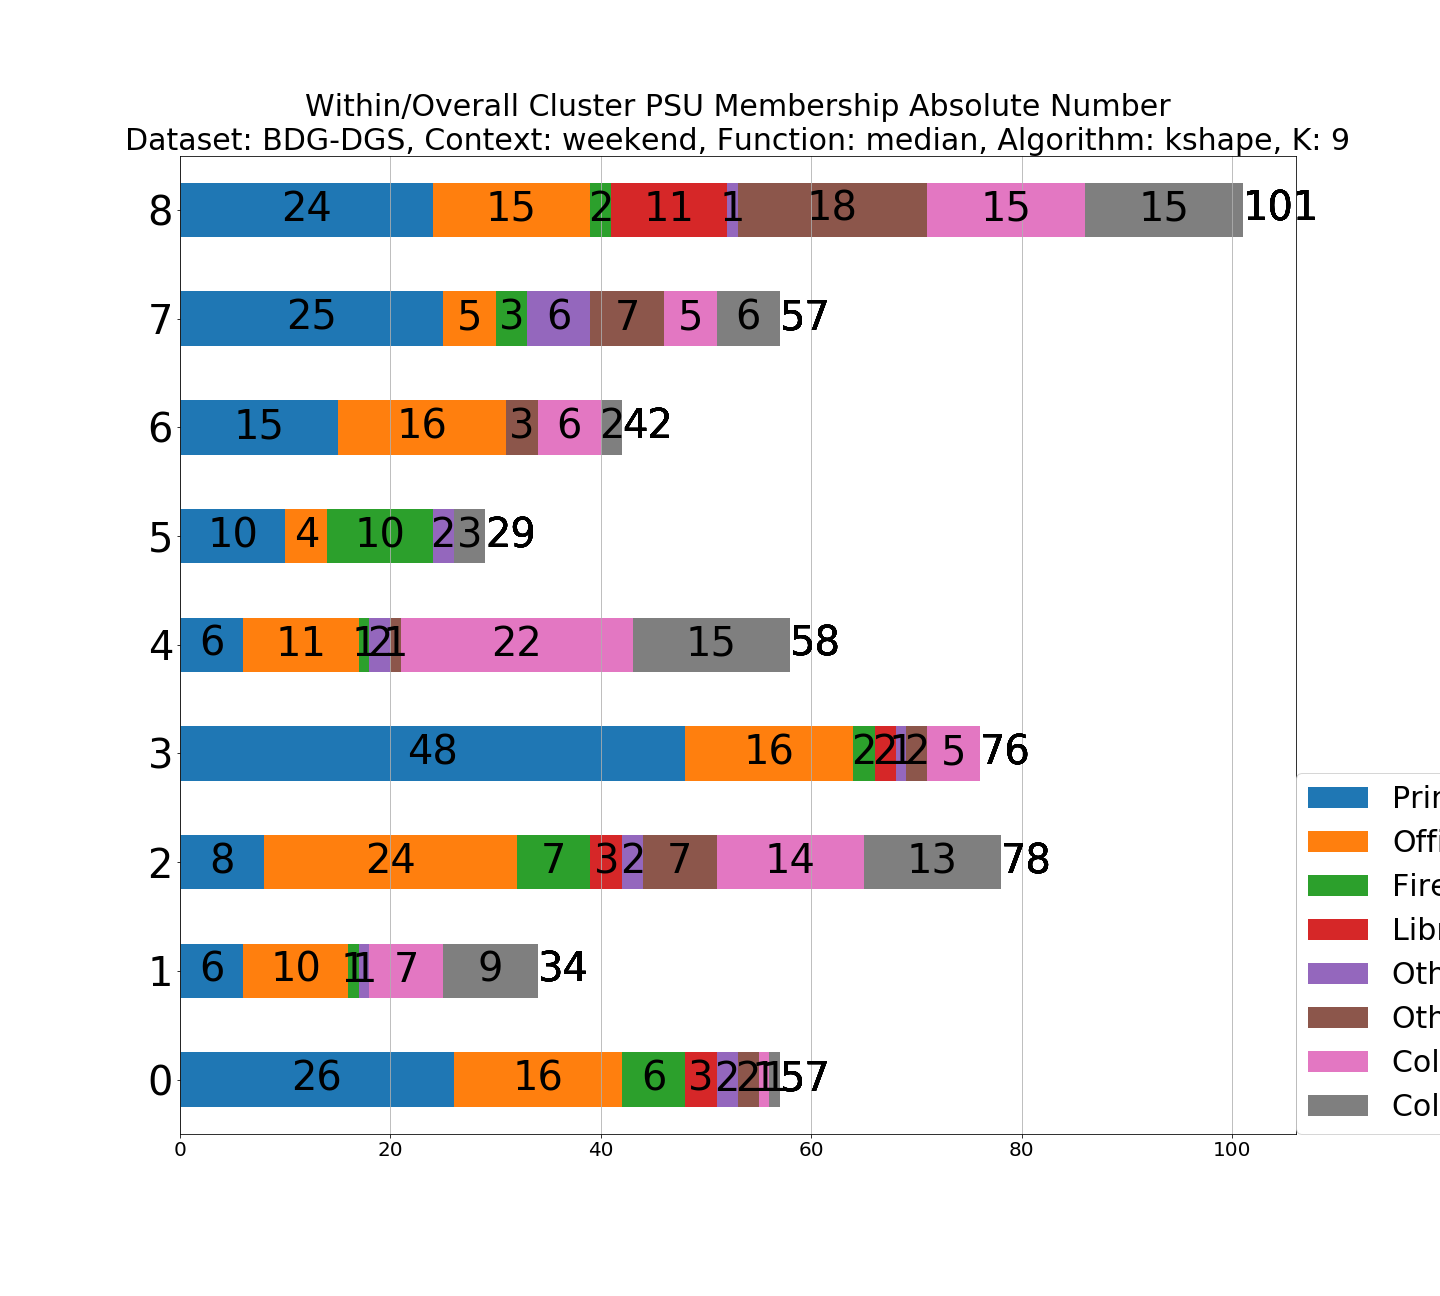 Within/Overall Cluster PSU Membership Absolute Number
Dataset: BDG-DGS, Context: weekend, Function: median, Algorithm: kshape, K: 9
8 24 15 2 11 1 18 15 15 101
7 25 5 3 6 7 5 6 57
6 15 16 3 6 2 42
5 10 4 10 2 3 29
4 6 11 1 2 1 22 15 58
3 48 16 2 2 1 2 5 76
2 8 24 7 3 2 7 14 13 78
1 6 10 1 1 7 9 34
0 26 16 6 3 2 2 1 1 57
0 20 40 60 80 100
Prin
Offi
Fire
Libr
Oth
Oth
Col
Col